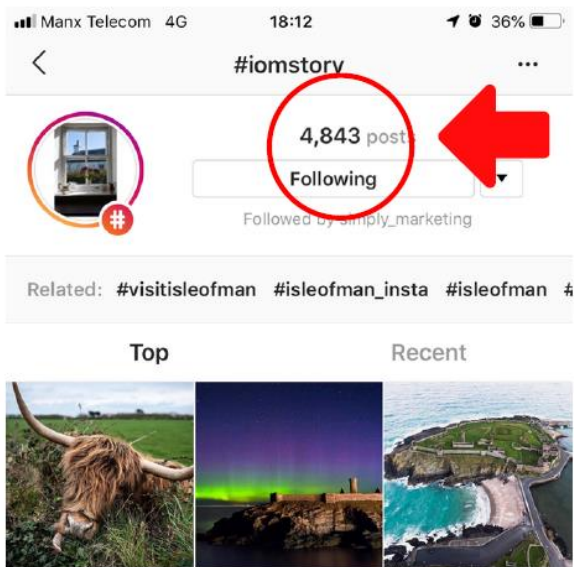 Manx Telecom 4G 18:12 36%
#iomstory
4,843 posts
Following
Followed by simply_marketing
Related: #visitisleofman #isleofman_insta #isleofman #
Top Recent